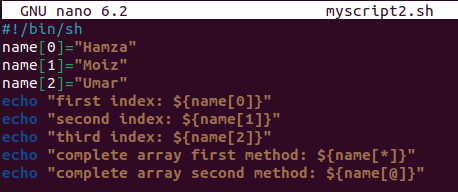 GNU nano 6.2 myscript2.sh
#!/bin/sh
name[0]="Hamza"
name[1]="Moiz"
name[2]="Umar"
echo "first index: ${name[0]}"
echo "second index: ${name[1]}"
echo "third index: ${name[2]}"
echo "complete array first method: ${name[*]}"
echo "complete array second method: ${name[@]}"